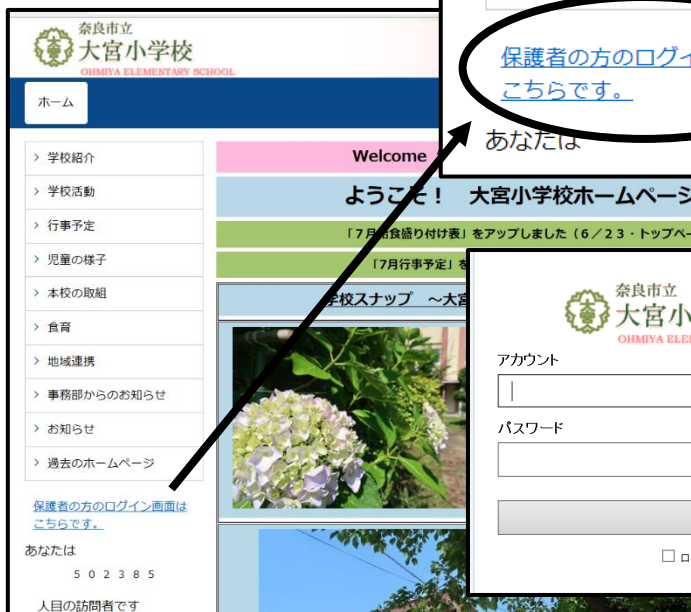 奈良市立
大宮小学校
OHMIYA ELEMENTARY SCHOOL
ホーム
> 学校紹介
> 学校活動
> 行事予定
> 児童の様子
> 本校の取組
> 食育
> 地域連携
> 事務部からのお知らせ
> お知らせ
> 過去のホームページ
保護者の方のログイン画面は
こちらです。
あなたは
502385
人目の訪問者です
Welcome
ようこそ！ 大宮小学校ホームページ
「7月給食盛り付け表」をアップしました（6／23・トップペー
「7月行事予定」を
学校スナップ ～大宮
保護者の方のログイ
こちらです。
あなたは
奈良市立
大宮小
OHMIYA ELE
アカウント
パスワード
ロ